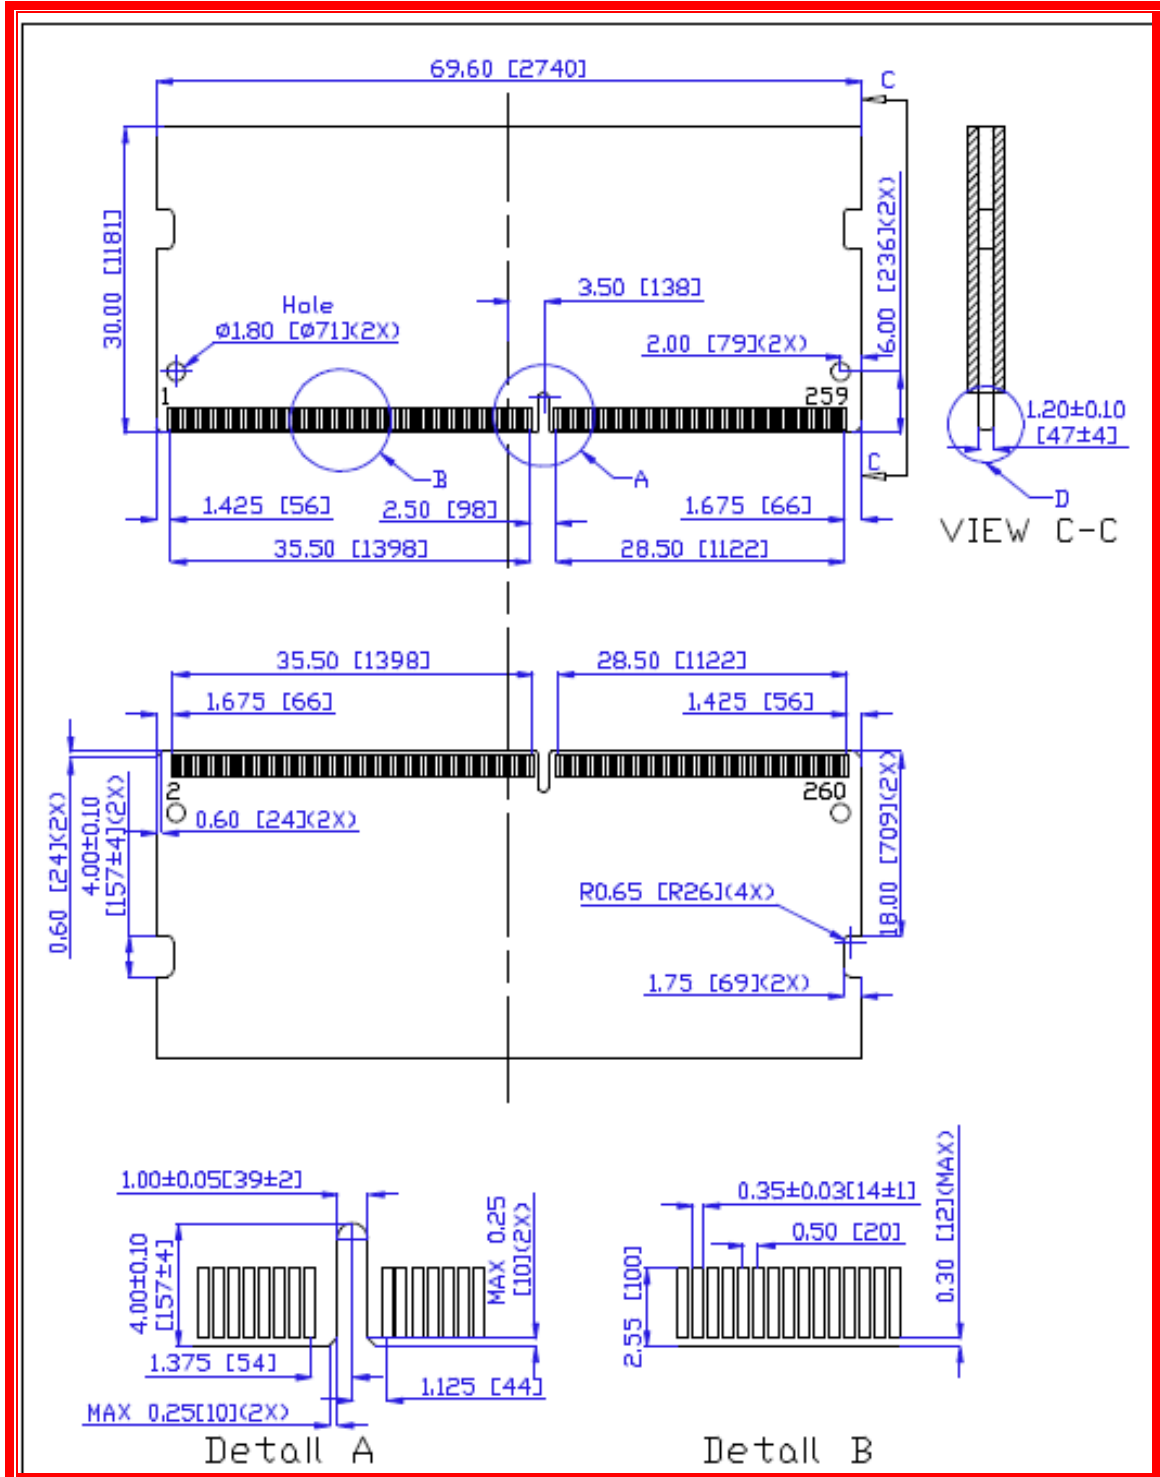 69.60 [2740]
C
30.00 [1181]
6.00 [236](2X)
3.50 [138]
Hole
Ø1.80 [Ø71](2X)
2.00 [79](2X)
1
259
1.20±0.10
[47±4]
B
A
C
D
1.425 [56]
2.50 [98]
1.675 [66]
VIEW C-C
35.50 [1398]
28.50 [1122]
35.50 [1398]
28.50 [1122]
1.675 [66]
1.425 [56]
2
260
0.60 [24](2X)
0.60 [24](2X)
4.00±0.10
[157±4](2X)
18.00 [709](2X)
R0.65 [R26](4X)
1.75 [69](2X)
1.00±0.05[39±2]
4.00±0.10
[157±4]
MAX 0.25
[10](2X)
1.375 [54]
1.125 [44]
MAX 0.25[10](2X)
Detail A
0.35±0.03[14±1]
0.50 [20]
2.55 [100]
0.30 [12](MAX)
Detail B